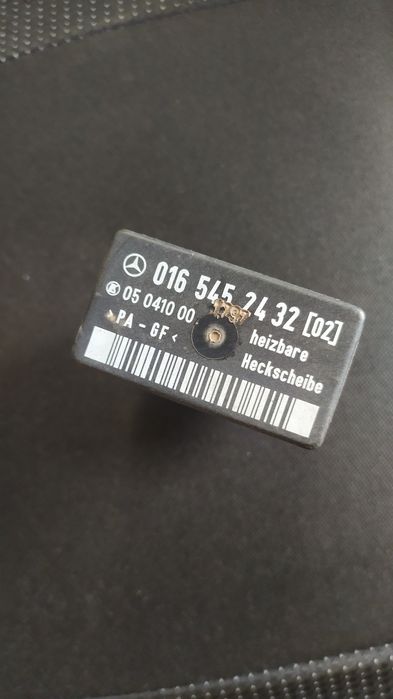 016 545 24 32 [02]
05 0410 00
>PA-GF<
heizbare
Heckscheibe